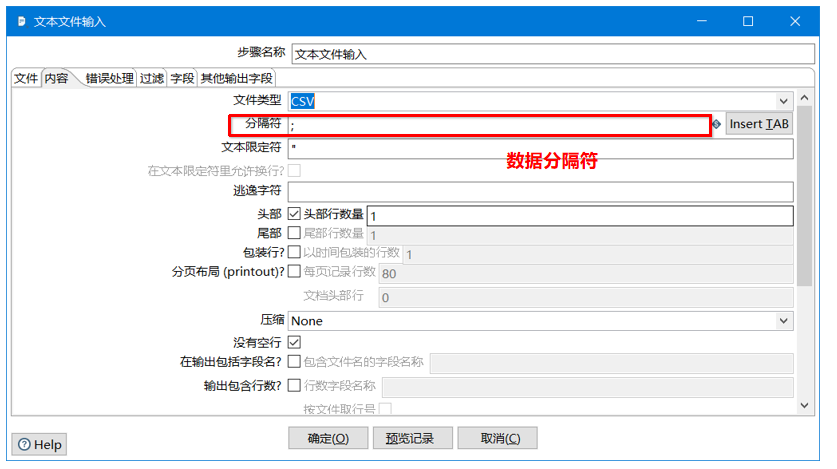 文本文件输入
步骤名称 文本文件输入
文件 内容 错误处理 过滤 字段 其他输出字段
文件类型 CSV
分隔符 ; Insert TAB
文本限定符 "
数据分隔符
在文本限定符里允许换行?
逃逸字符
头部 头部行数量 1
尾部 尾部行数量 1
包装行? 以时间包装的行数 1
分页布局 (printout)? 每页记录行数 80
文档头部行 0
压缩 None
没有空行
在输出包括字段名? 包含文件名的字段名称
输出包含行数? 行数字段名称
按文件取行号
Help 确定(O) 预览记录 取消(C)